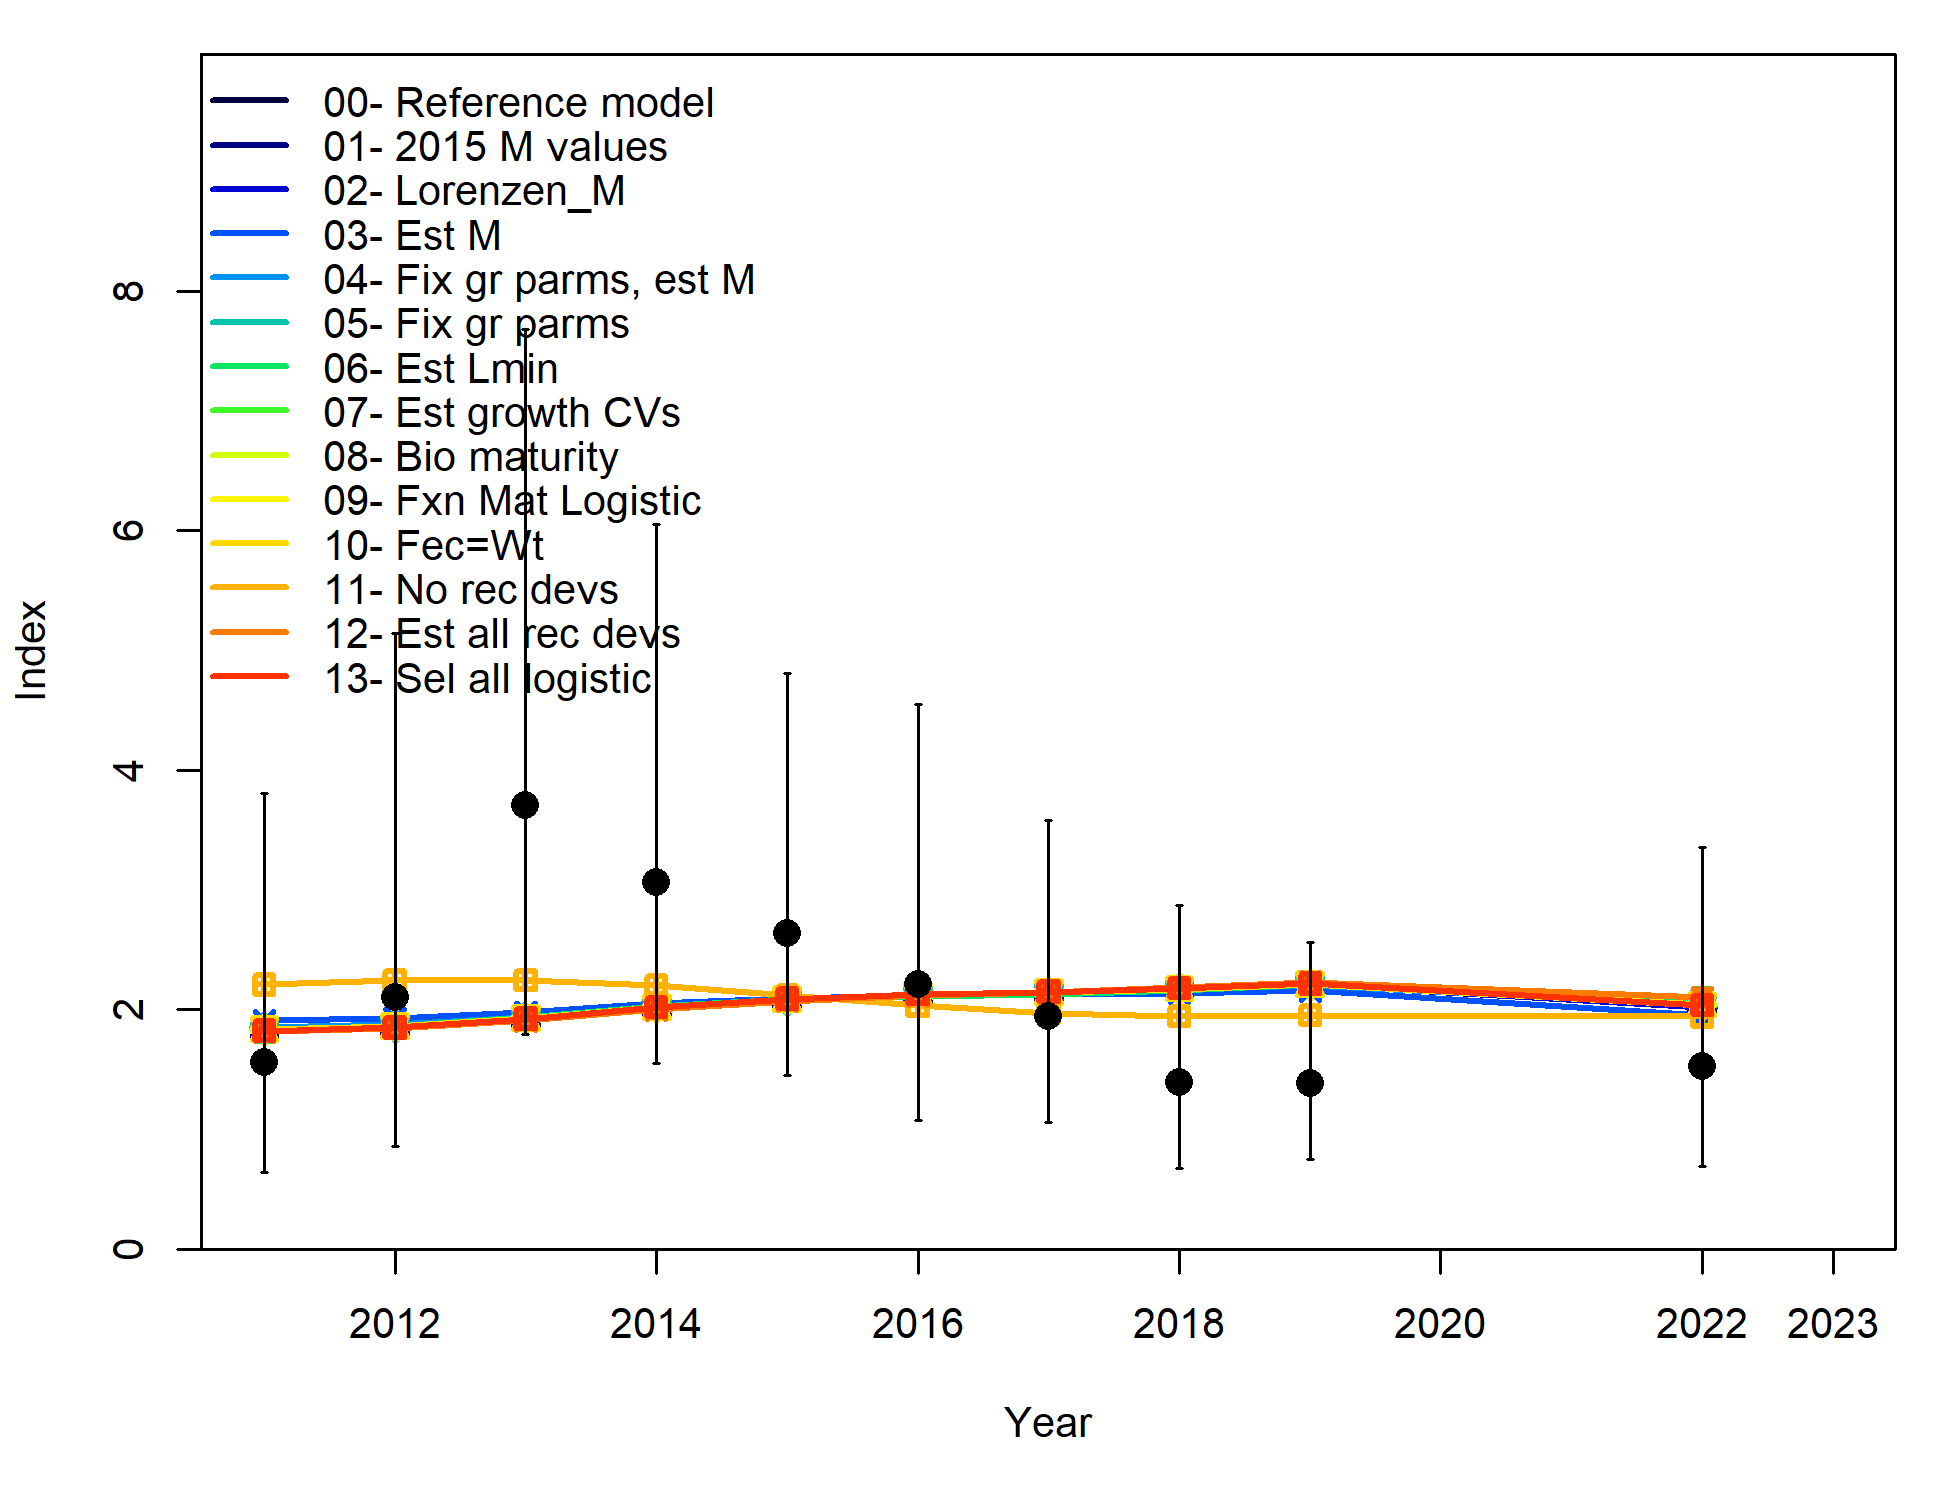 00- Reference model
01- 2015 M values
02- Lorenzen_M
03- Est M
04- Fix gr parms, est M
05- Fix gr parms
06- Est Lmin
07- Est growth CVs
08- Bio maturity
09- Fxn Mat Logistic
10- Fec=Wt
11- No rec devs
12- Est all rec devs
13- Sel all logistic
8
6
4
2
0
Index
2012 2014 2016 2018 2020 2022 2023
Year